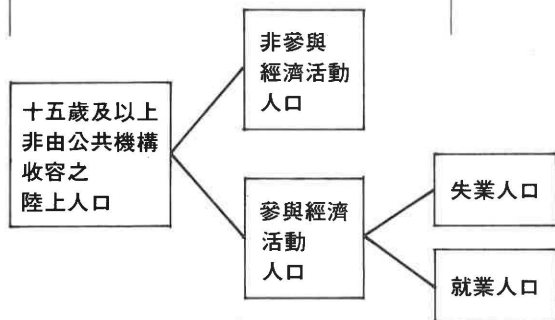 非參與
經濟活動
人口
十五歲及以上
非由公共機構
收容之
陸上人口
參與經濟
活動
人口
失業人口
就業人口